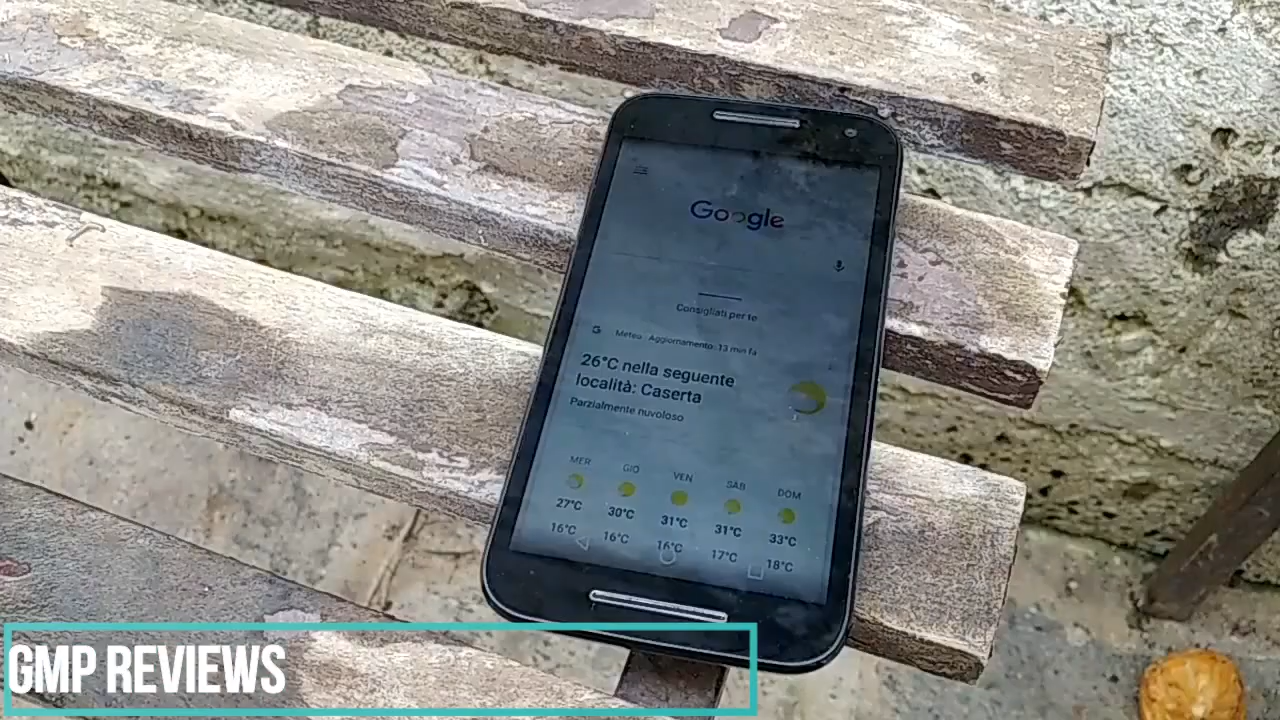 Google
Consigliati per te
G Meteo · Aggiornamento: 13 min fa
26°C nella seguente
località: Caserta
Parzialmente nuvoloso
MER GIO VEN SAB DOM
27°C 30°C 31°C 31°C 33°C
16°C 16°C 16°C 17°C 18°C
GMP REVIEWS